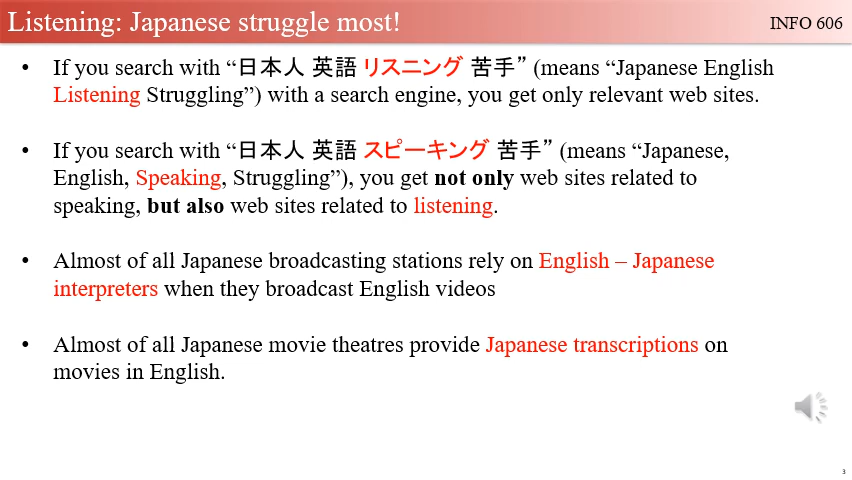 Listening: Japanese struggle most!
INFO 606
• If you search with “日本人 英語 リスニング 苦手” (means “Japanese English
Listening Struggling”) with a search engine, you get only relevant web sites.
• If you search with “日本人 英語 スピーキング 苦手” (means “Japanese,
English, Speaking, Struggling”), you get not only web sites related to
speaking, but also web sites related to listening.
• Almost of all Japanese broadcasting stations rely on English – Japanese
interpreters when they broadcast English videos
• Almost of all Japanese movie theatres provide Japanese transcriptions on
movies in English.
3